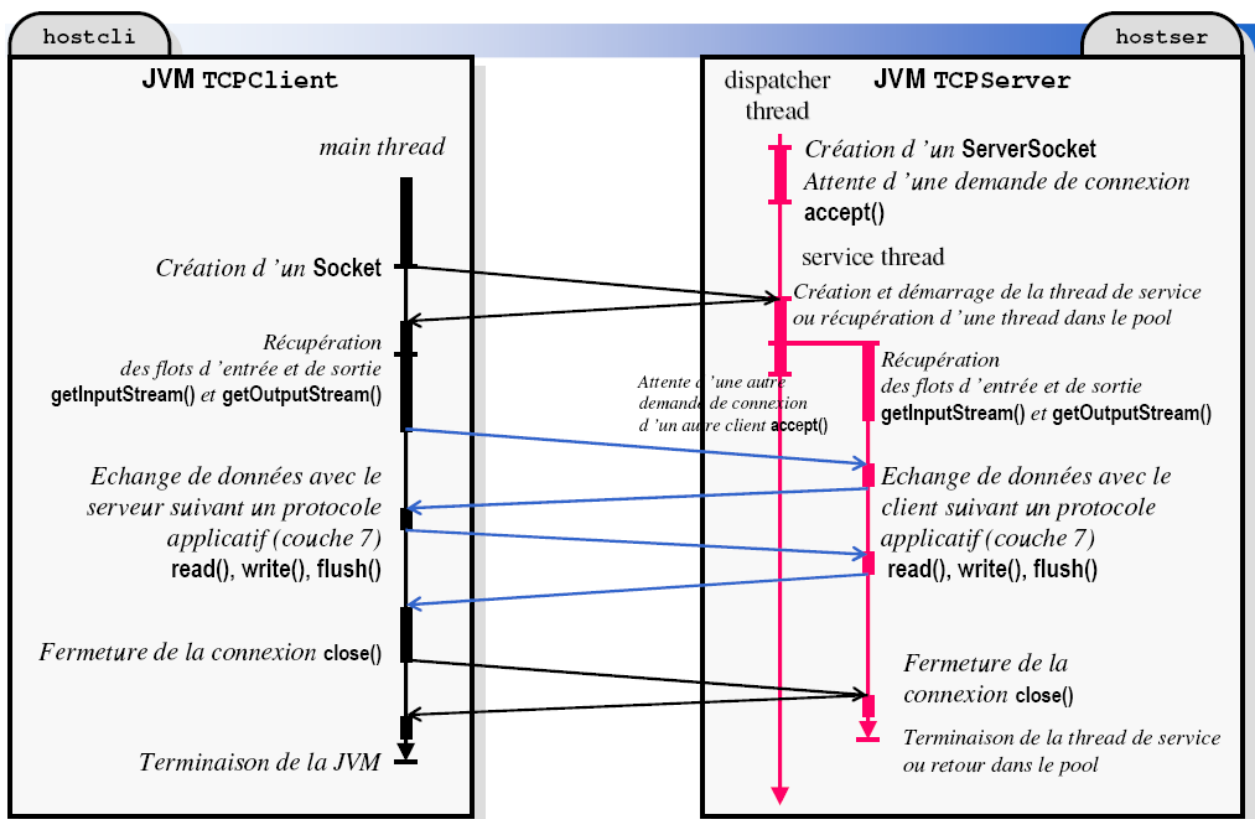 hostcli
JVM TCPClient
main thread
Création d ’un Socket
Récupération
des flots d ’entrée et de sortie
getInputStream() et getOutputStream()
Echange de données avec le
serveur suivant un protocole
applicatif (couche 7)
read(), write(), flush()
Fermeture de la connexion close()
Terminaison de la JVM
hostser
JVM TCPServer
dispatcher
thread
Création d ’un ServerSocket
Attente d ’une demande de connexion
accept()
service thread
Création et démarrage de la thread de service
ou récupération d ’une thread dans le pool
Attente d ’une autre
demande de connexion
d ’un autre client accept()
Récupération
des flots d ’entrée et de sortie
getInputStream() et getOutputStream()
Echange de données avec le
client suivant un protocole
applicatif (couche 7)
read(), write(), flush()
Fermeture de la
connexion close()
Terminaison de la thread de service
ou retour dans le pool